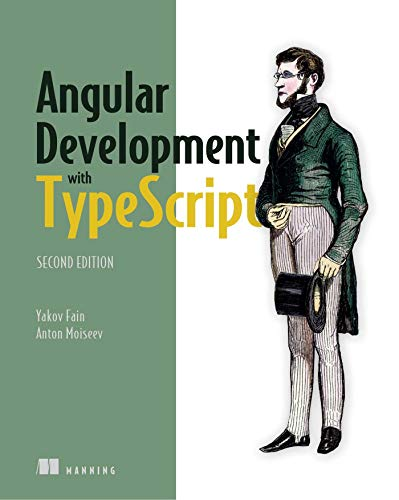 Angular
Development
with
TypeScript
SECOND EDITION
Yakov Fain
Anton Moiseev
MANNING